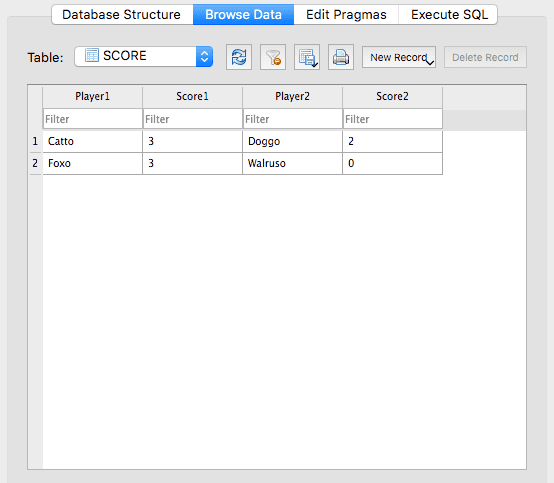 Database Structure Browse Data Edit Pragmas Execute SQL
Table: SCORE New Record Delete Record
Player1 Score1 Player2 Score2
Filter Filter Filter Filter
1 Catto 3 Doggo 2
2 Foxo 3 Walruso 0